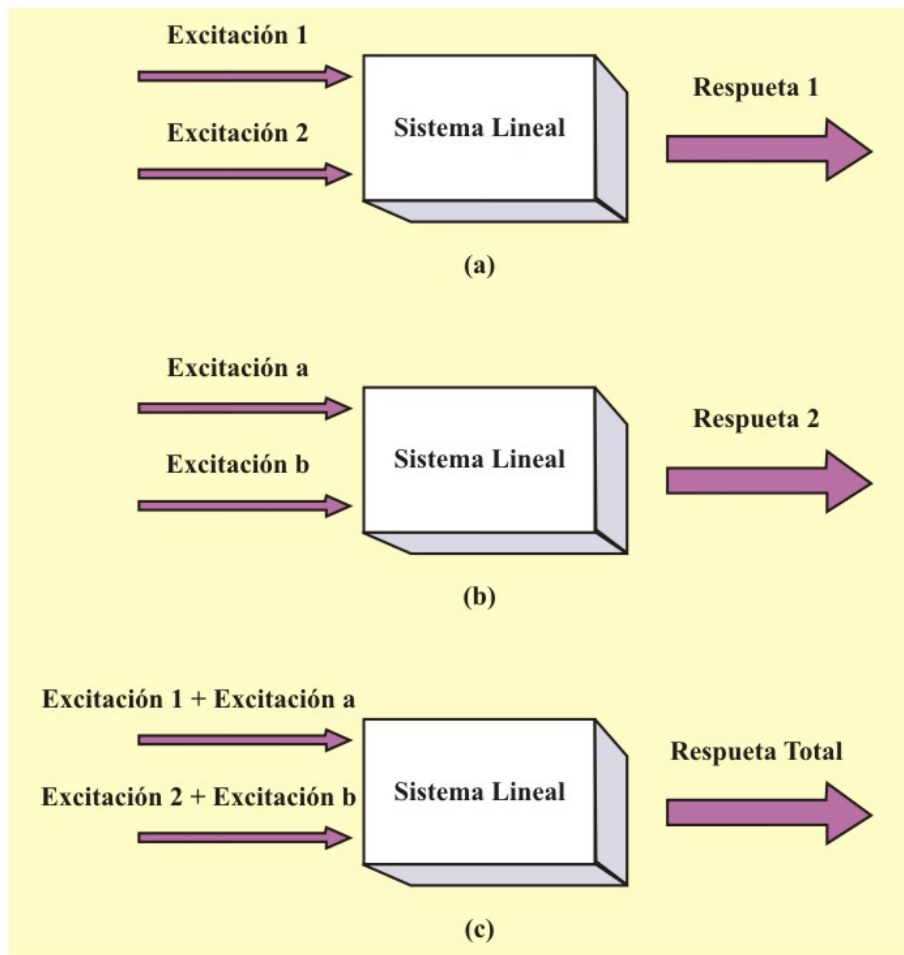 Excitación 1
Excitación 2
Sistema Lineal
Respueta 1
(a)
Excitación a
Excitación b
Sistema Lineal
Respueta 2
(b)
Excitación 1 + Excitación a
Excitación 2 + Excitación b
Sistema Lineal
Respueta Total
(c)